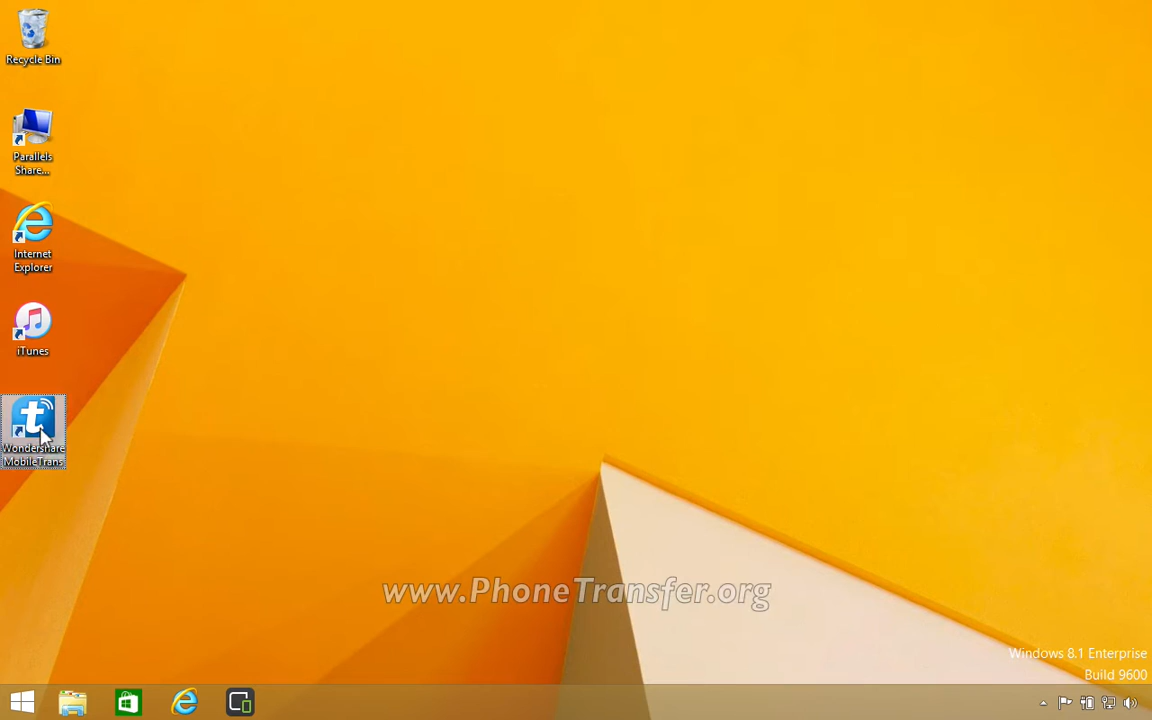 Recycle Bin
Parallels
Share...
Internet
Explorer
iTunes
Wondershare
MobileTrans
www.PhoneTransfer.org
Windows 8.1 Enterprise
Build 9600